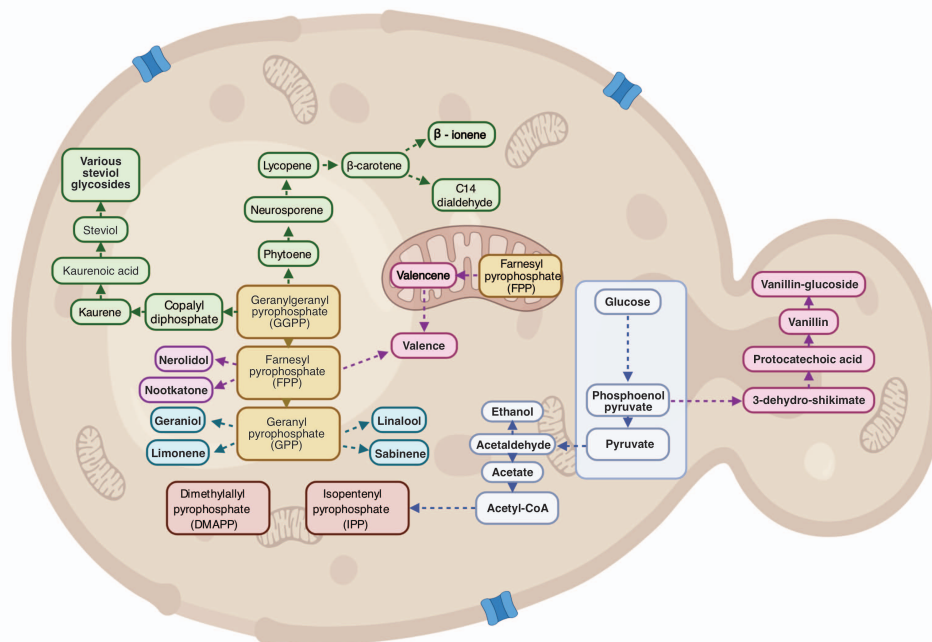 β - ionene
Various
steviol
glycosides
Lycopene
β-carotene
C14
dialdehyde
Neurosporene
Steviol
Phytoene
Kaurenoic acid
Valencene
Farnesyl
pyrophosphate
(FPP)
Glucose
Vanillin-glucoside
Kaurene
Copalyl
diphosphate
Geranylgeranyl
pyrophosphate
(GGPP)
Vanillin
Valence
Nerolidol
Farnesyl
pyrophosphate
(FPP)
Protocatechoic acid
Nootkatone
Phosphoenol
pyruvate
3-dehydro-shikimate
Geraniol
Geranyl
pyrophosphate
(GPP)
Linalool
Ethanol
Limonene
Sabinene
Acetaldehyde
Pyruvate
Acetate
Dimethylallyl
pyrophosphate
(DMAPP)
Isopentenyl
pyrophosphate
(IPP)
Acetyl-CoA